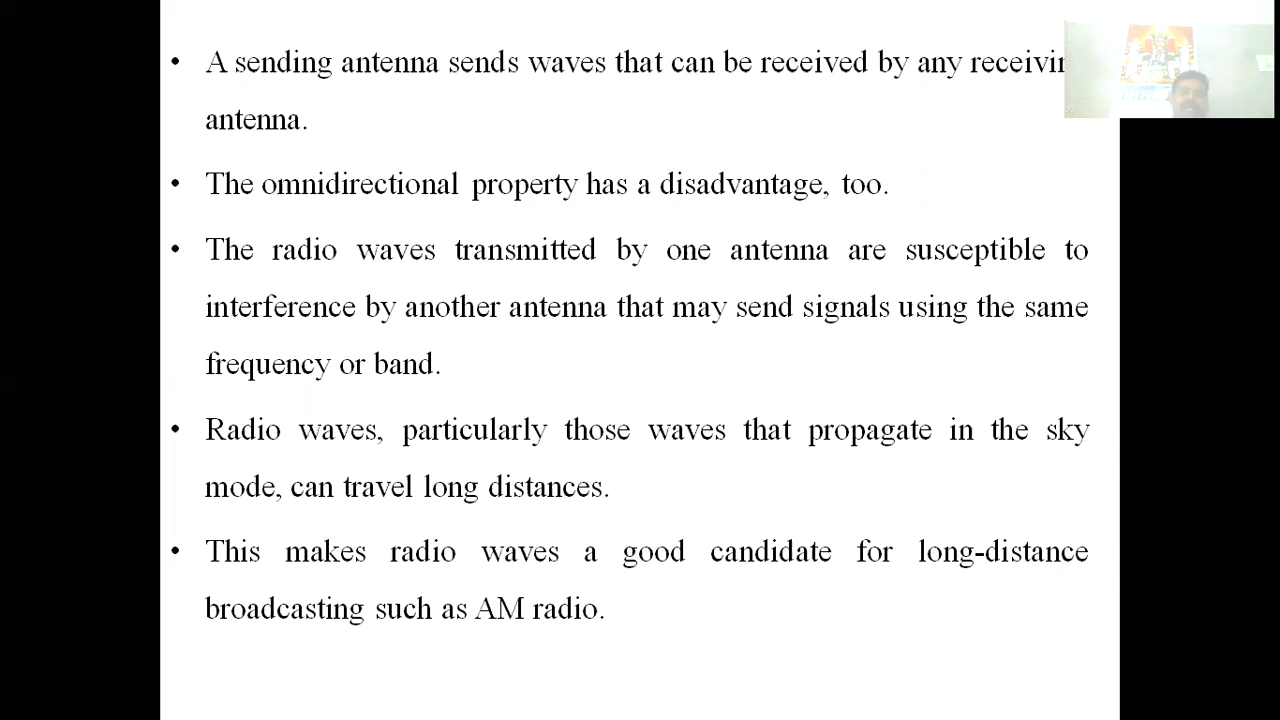 • A sending antenna sends waves that can be received by any
antenna.
• The omnidirectional property has a disadvantage, too.
• The radio waves transmitted by one antenna are susceptible to
interference by another antenna that may send signals using the same
frequency or band.
• Radio waves, particularly those waves that propagate in the sky
mode, can travel long distances.
• This makes radio waves a good candidate for long-distance
broadcasting such as AM radio.